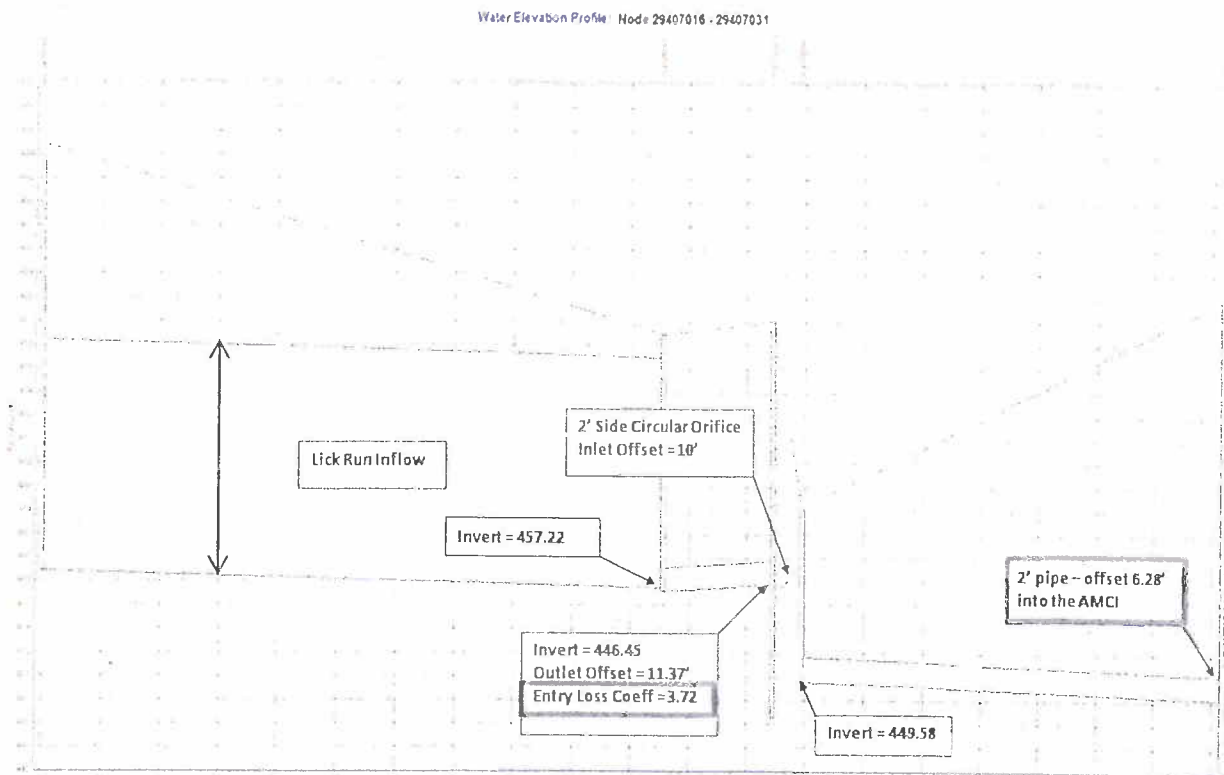 Water Elevation Profile: Node 29407016 - 29407031
2' Side Circular Orifice
Inlet Offset = 10'
Lick Run Inflow
Invert = 457.22
2' pipe – offset 6.28'
into the AMCI
Invert = 446.45
Outlet Offset = 11.37'
Entry Loss Coeff = 3.72
Invert = 449.58